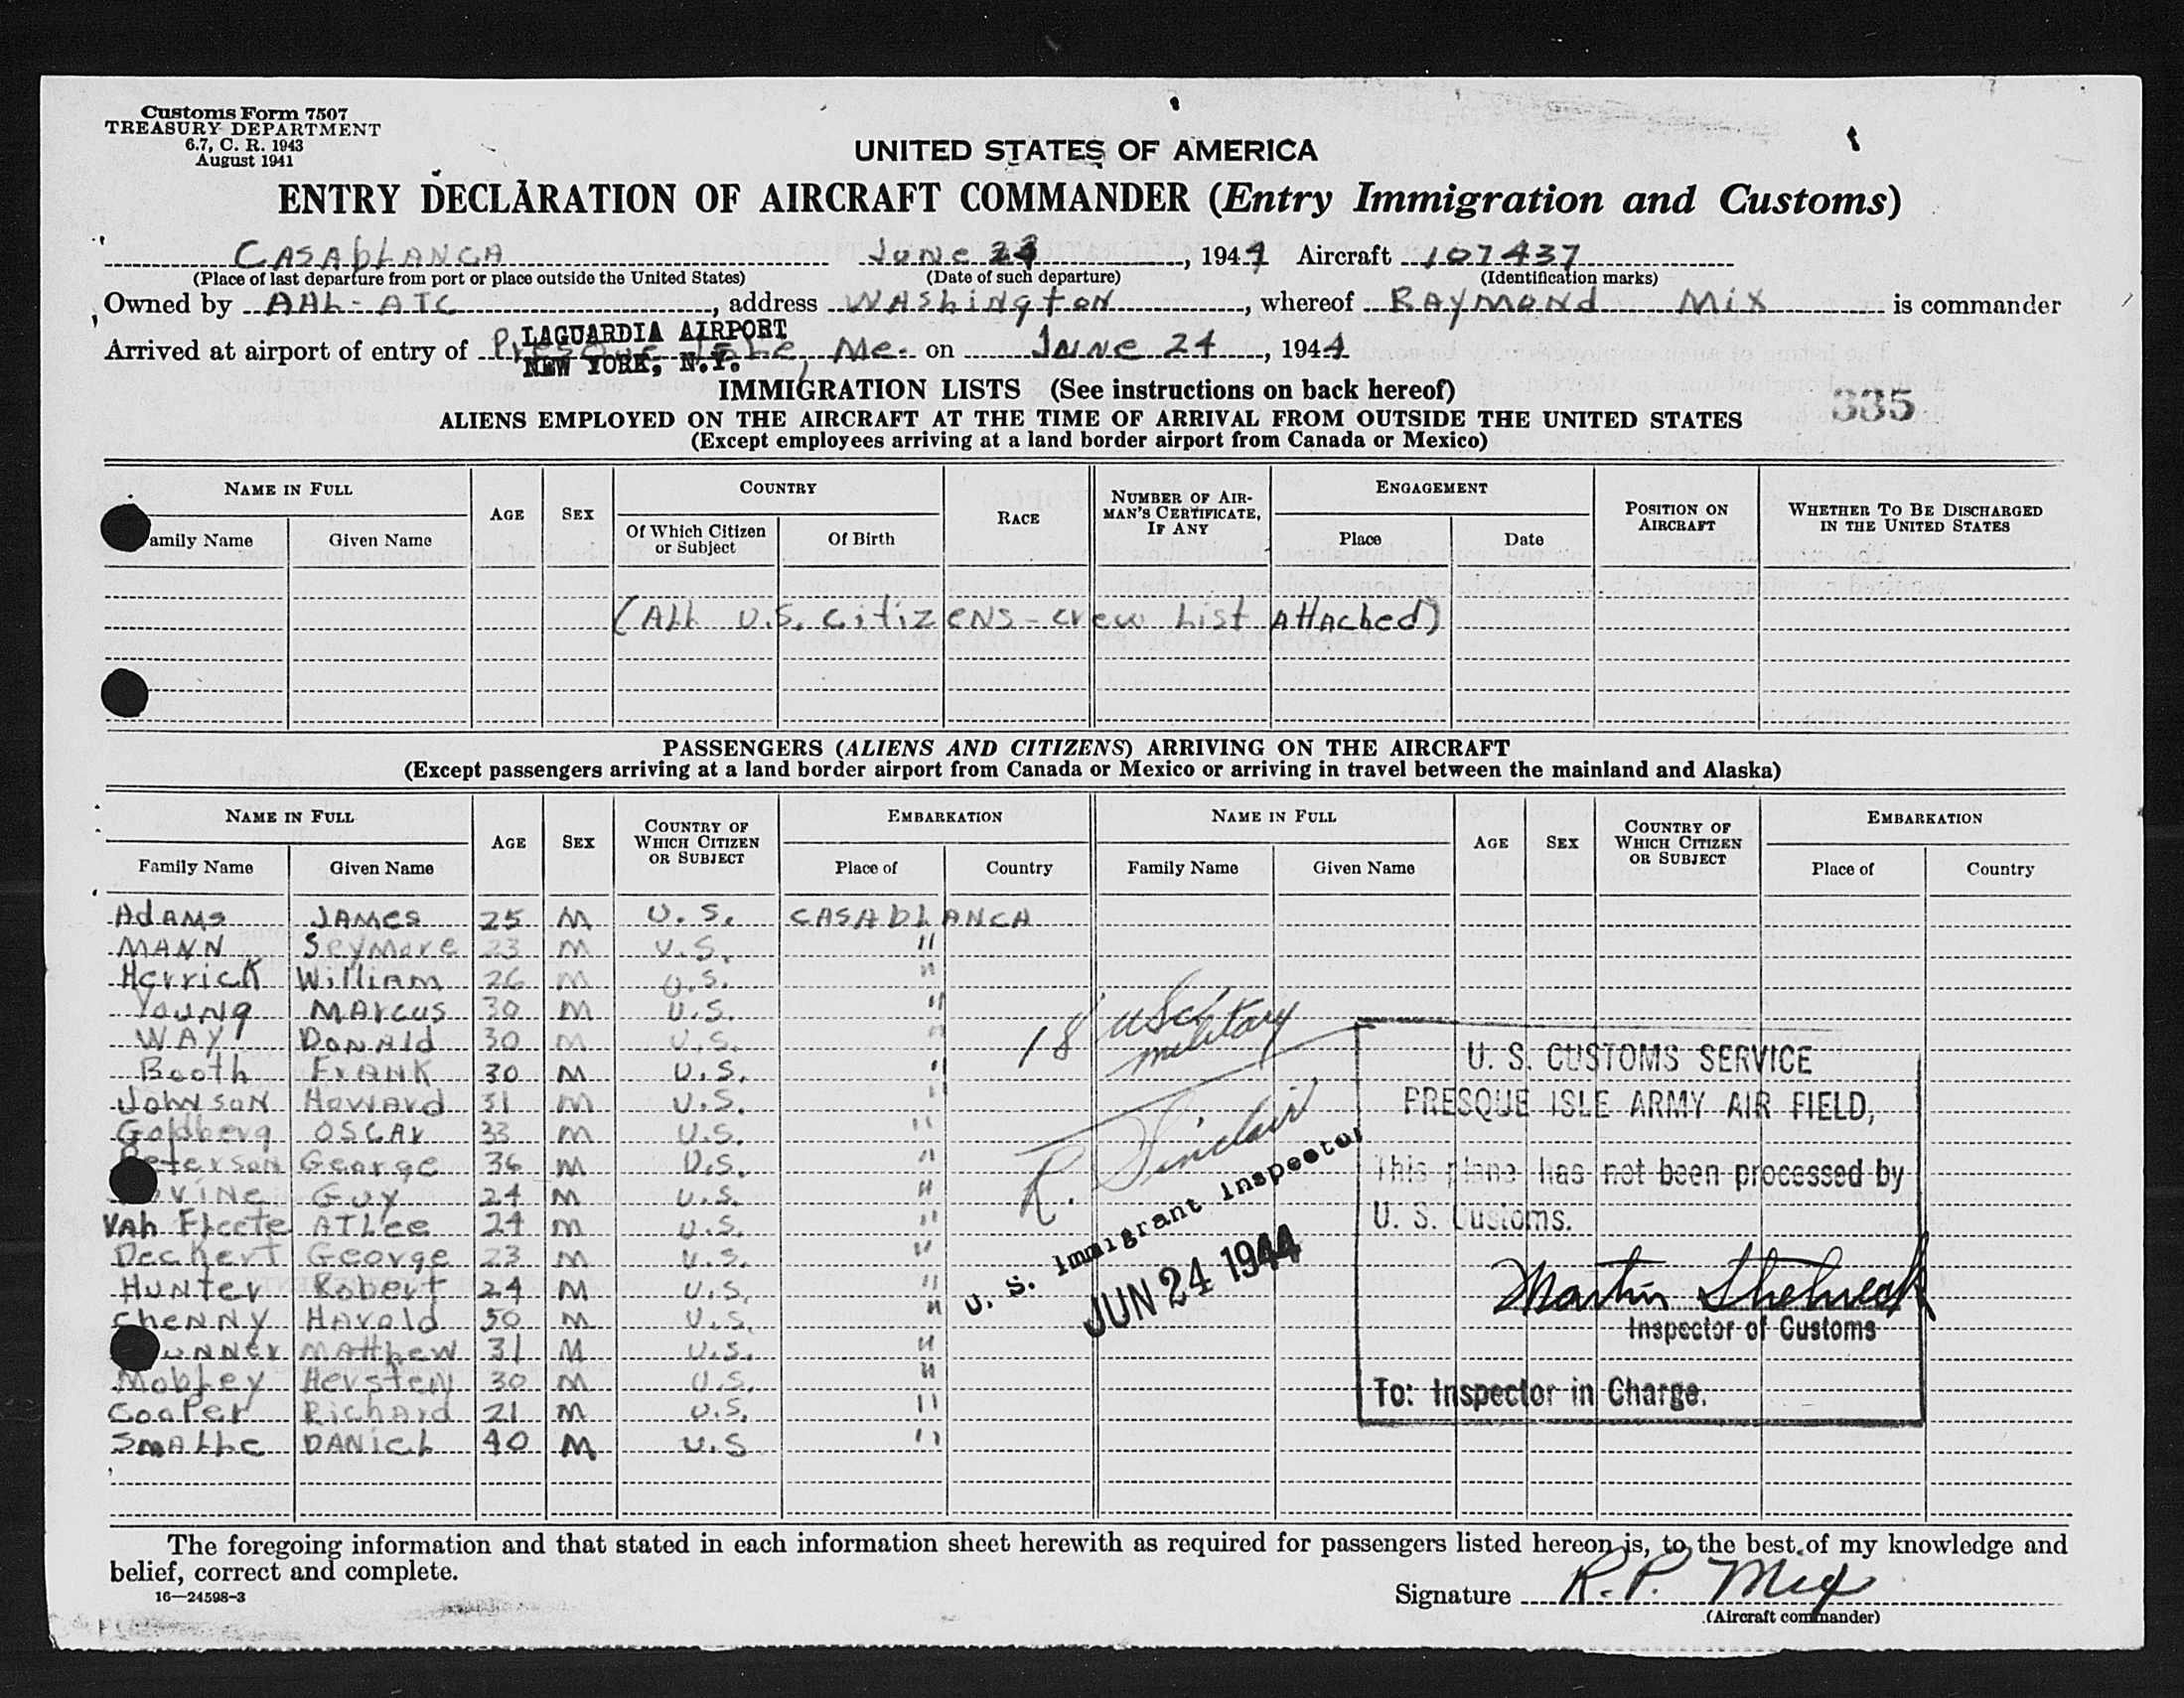 Customs Form 7507
TREASURY DEPARTMENT
6.7, C. R. 1943
August 1941
UNITED STATES OF AMERICA
ENTRY DECLARATION OF AIRCRAFT COMMANDER (Entry Immigration and Customs)
CASAbLANCA June , 1944 Aircraft 107437
(Place of last departure from port or place outside the United States) (Date of such departure) (Identification marks)
Owned by AAL-ATC, address WAshington, whereof RAymond Mix is commander
LAGUARDIA AIRPORT
Arrived at airport of entry of Presque Isle, Me. on June 24, 1944
NEW YORK, N.Y.
IMMIGRATION LISTS (See instructions on back hereof)
335
ALIENS EMPLOYED ON THE AIRCRAFT AT THE TIME OF ARRIVAL FROM OUTSIDE THE UNITED STATES
(Except employees arriving at a land border airport from Canada or Mexico)
NAME IN FULL AGE SEX COUNTRY RACE NUMBER OF AIRMAN'S CERTIFICATE, IF ANY ENGAGEMENT POSITION ON AIRCRAFT WHETHER TO BE DISCHARGED IN THE UNITED STATES
amily Name Given Name Of Which Citizen or Subject Of Birth Place Date
(ALL U.S. citizens - crew List Attached)
PASSENGERS (ALIENS AND CITIZENS) ARRIVING ON THE AIRCRAFT
(Except passengers arriving at a land border airport from Canada or Mexico or arriving in travel between the mainland and Alaska)
NAME IN FULL AGE SEX COUNTRY OF WHICH CITIZEN OR SUBJECT EMBARKATION NAME IN FULL AGE SEX COUNTRY OF WHICH CITIZEN OR SUBJECT EMBARKATION
Family Name Given Name Place of Country Family Name Given Name Place of Country
Adams JAMES 25 M U.S. CASAbLANCA
MANN Seymore 23 M U.S. "
Herrick William 26 M U.S. "
Young Marcus 30 M U.S. "
WAY Donald 30 M U.S. "
Booth Frank 30 M U.S. "
Johnson Howard 31 M U.S. "
Goldberg OSCAr 33 M U.S. "
Peterson George 36 M U.S. "
vine Guy 24 M U.S. "
VAn Fleete ATLee 24 M U.S. "
Deckert George 23 M U.S. "
Hunter Robert 24 M U.S. "
chenny Harold 50 M U.S. "
unner Matthew 31 M U.S. "
Mobley Hersten 30 M U.S. "
Cooper Richard 21 M U.S. "
Smalle DANIEL 40 M U.S "
18 USC military
R. Sinclair
U. S. Immigrant Inspector
JUN 24 1944
U. S. CUSTOMS SERVICE
PRESQUE ISLE ARMY AIR FIELD,
This plane has not been processed by
U. S. Customs.
Martin
Inspector of Customs
To: Inspector in Charge.
The foregoing information and that stated in each information sheet herewith as required for passengers listed hereon is, to the best of my knowledge and
belief, correct and complete.
16—24598-3
Signature R. P. Mix
(Aircraft commander)